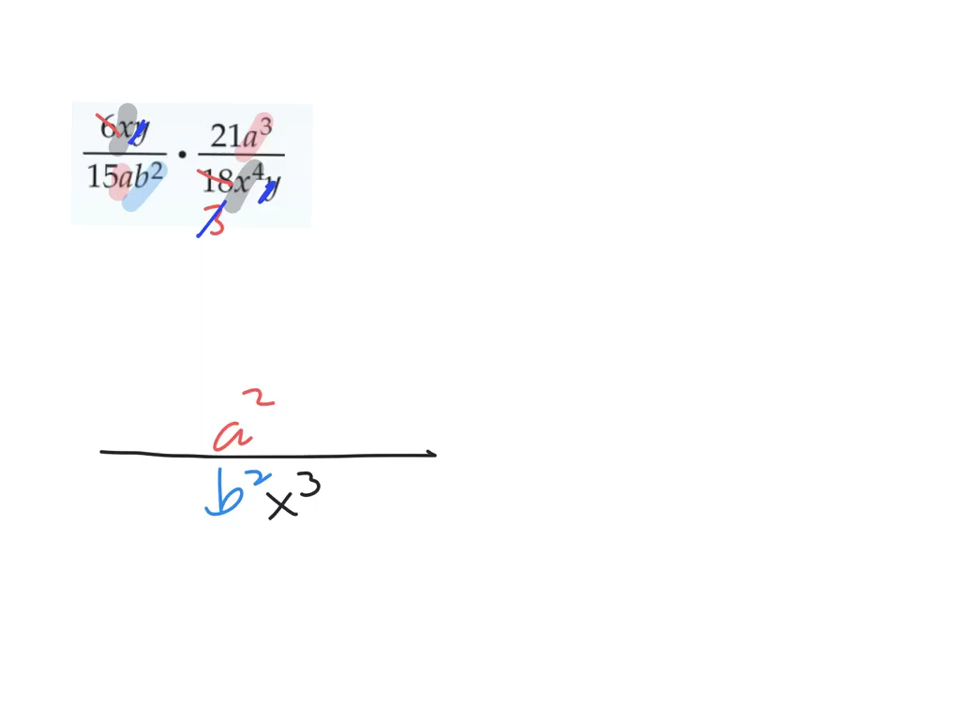 6xy / 15ab² · 21a³ / 18x⁴y
3
a²
b²x³